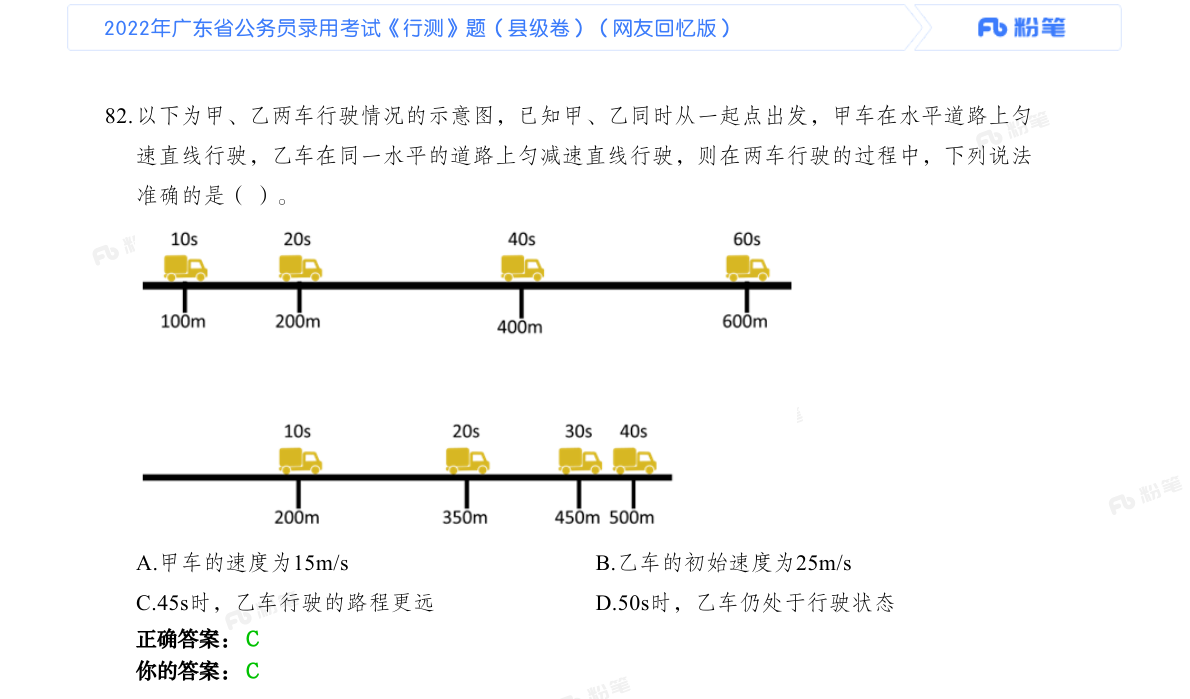 2022年广东省公务员录用考试《行测》题（县级卷）（网友回忆版）
粉笔
82. 以下为甲、乙两车行驶情况的示意图，已知甲、乙同时从一起点出发，甲车在水平道路上匀
速直线行驶，乙车在同一水平的道路上匀减速直线行驶，则在两车行驶的过程中，下列说法
准确的是（ ）。
10s 20s 40s 60s
100m 200m 400m 600m
10s 20s 30s 40s
200m 350m 450m 500m
A.甲车的速度为15m/s B.乙车的初始速度为25m/s
C.45s时，乙车行驶的路程更远 D.50s时，乙车仍处于行驶状态
正确答案：C
你的答案：C
粉笔
粉笔
粉笔